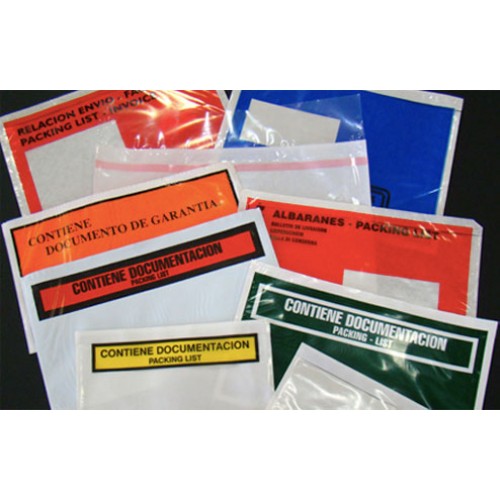 RELACION ENVIO - FA
PACKING LIST - INVOICE
CONTIENE
DOCUMENTO DE GARANTIA
ALBARANES - PACKING LIST
CONTIENE DOCUMENTACION
PACKING LIST
CONTIENE DOCUMENTACION
PACKING - LIST
CONTIENE DOCUMENTACION
PACKING LIST